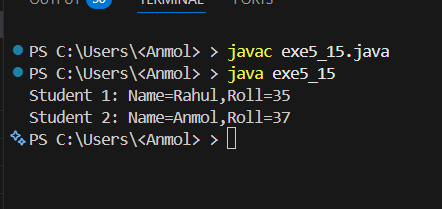 OUTPUT 30 TERMINAL PORTS
PS C:\Users\<Anmol> > javac exe5_15.java
PS C:\Users\<Anmol> > java exe5_15
Student 1: Name=Rahul,Roll=35
Student 2: Name=Anmol,Roll=37
PS C:\Users\<Anmol> >